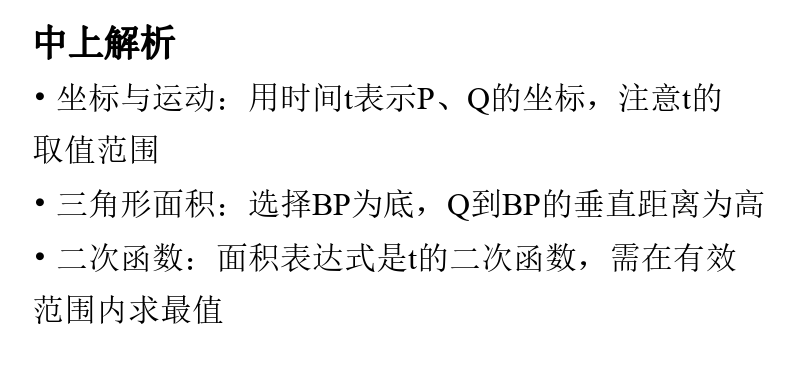 中上解析
• 坐标与运动：用时间t表示P、Q的坐标，注意t的
取值范围
• 三角形面积：选择BP为底，Q到BP的垂直距离为高
• 二次函数：面积表达式是t的二次函数，需在有效
范围内求最值